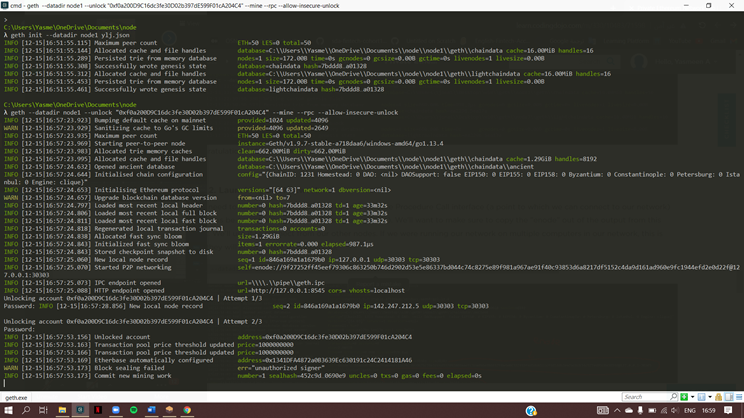 cmd - geth --datadir node1 --unlock "0xf0a200D9C16dc3fe30D02b397dE599F01cA204C4" --mine --rpc --allow-insecure-unlock
>
C:\Users\Yasme\OneDrive\Documents\node
λ geth init --datadir node1 ylj.json
INFO [12-15|16:51:55.115] Maximum peer count ETH=50 LES=0 total=50
INFO [12-15|16:51:55.144] Allocated cache and file handles database=C:\\Users\\Yasme\\OneDrive\\Documents\\node\\node1\\geth\\chaindata cache=16.00MiB handles=16
INFO [12-15|16:51:55.289] Persisted trie from memory database nodes=1 size=172.00B time=0s gcnodes=0 gcsize=0.00B gctime=0s livenodes=1 livesize=0.00B
INFO [12-15|16:51:55.308] Successfully wrote genesis state database=chaindata hash=7bddd8…a01328
INFO [12-15|16:51:55.312] Allocated cache and file handles database=C:\\Users\\Yasme\\OneDrive\\Documents\\node\\node1\\geth\\lightchaindata cache=16.00MiB handles=16
INFO [12-15|16:51:55.453] Persisted trie from memory database nodes=1 size=172.00B time=0s gcnodes=0 gcsize=0.00B gctime=0s livenodes=1 livesize=0.00B
INFO [12-15|16:51:55.461] Successfully wrote genesis state database=lightchaindata hash=7bddd8…a01328
C:\Users\Yasme\OneDrive\Documents\node
λ geth --datadir node1 --unlock "0xf0a200D9C16dc3fe30D02b397dE599F01cA204C4" --mine --rpc --allow-insecure-unlock
INFO [12-15|16:57:23.923] Bumping default cache on mainnet provided=1024 updated=4096
WARN [12-15|16:57:23.929] Sanitizing cache to Go's GC limits provided=4096 updated=2649
INFO [12-15|16:57:23.935] Maximum peer count ETH=50 LES=0 total=50
INFO [12-15|16:57:23.969] Starting peer-to-peer node instance=Geth/v1.9.7-stable-a718daa6/windows-amd64/go1.13.4
INFO [12-15|16:57:23.983] Allocated trie memory caches clean=662.00MiB dirty=662.00MiB
INFO [12-15|16:57:23.995] Allocated cache and file handles database=C:\\Users\\Yasme\\OneDrive\\Documents\\node\\node1\\geth\\chaindata cache=1.29GiB handles=8192
INFO [12-15|16:57:24.632] Opened ancient database database=C:\\Users\\Yasme\\OneDrive\\Documents\\node\\node1\\geth\\chaindata\\ancient
INFO [12-15|16:57:24.644] Initialised chain configuration config="{ChainID: 1231 Homestead: 0 DAO: <nil> DAOSupport: false EIP150: 0 EIP155: 0 EIP158: 0 Byzantium: 0 Constantinople: 0 Petersburg: 0 Ista
nbul: 0 Engine: clique}"
INFO [12-15|16:57:24.653] Initialising Ethereum protocol versions="[64 63]" network=1 dbversion=<nil>
WARN [12-15|16:57:24.657] Upgrade blockchain database version from=<nil> to=7
INFO [12-15|16:57:24.797] Loaded most recent local header number=0 hash=7bddd8…a01328 td=1 age=33m32s
INFO [12-15|16:57:24.806] Loaded most recent local full block number=0 hash=7bddd8…a01328 td=1 age=33m32s
INFO [12-15|16:57:24.811] Loaded most recent local fast block number=0 hash=7bddd8…a01328 td=1 age=33m32s
INFO [12-15|16:57:24.818] Regenerated local transaction journal transactions=0 accounts=0
INFO [12-15|16:57:24.838] Allocated fast sync bloom size=1.29GiB
INFO [12-15|16:57:24.843] Initialized fast sync bloom items=1 errorrate=0.000 elapsed=987.1µs
INFO [12-15|16:57:24.843] Stored checkpoint snapshot to disk number=0 hash=7bddd8…a01328
INFO [12-15|16:57:25.060] New local node record seq=1 id=846a169a1a1679b0 ip=127.0.0.1 udp=30303 tcp=30303
INFO [12-15|16:57:25.070] Started P2P networking
27.0.0.1:30303
INFO [12-15|16:57:25.073] IPC endpoint opened url=\\\\.\\pipe\\geth.ipc
INFO [12-15|16:57:25.088] HTTP endpoint opened url=http://127.0.0.1:8545 cors= vhosts=localhost
Unlocking account 0xf0a200D9C16dc3fe30D02b397dE599F01cA204C4 | Attempt 1/3
Password: INFO [12-15|16:57:28.856] New local node record seq=2 id=846a169a1a1679b0 ip=142.247.212.5 udp=30303 tcp=30303
Unlocking account 0xf0a200D9C16dc3fe30D02b397dE599F01cA204C4 | Attempt 2/3
Password:
INFO [12-15|16:57:53.156] Unlocked account address=0xf0a200D9C16dc3fe30D02b397dE599F01cA204C4
INFO [12-15|16:57:53.163] Transaction pool price threshold updated price=1000000000
INFO [12-15|16:57:53.166] Transaction pool price threshold updated price=1000000000
INFO [12-15|16:57:53.169] Etherbase automatically configured address=0x1341DFA4872a0B3639Ec630191c24C2414181A46
WARN [12-15|16:57:53.173] Block sealing failed err="unauthorized signer"
INFO [12-15|16:57:53.173] Commit new mining work number=1 sealhash=452c9d…0690e9 uncles=0 txs=0 gas=0 fees=0 elapsed=0s
geth.exe
Search
ENG
16:59